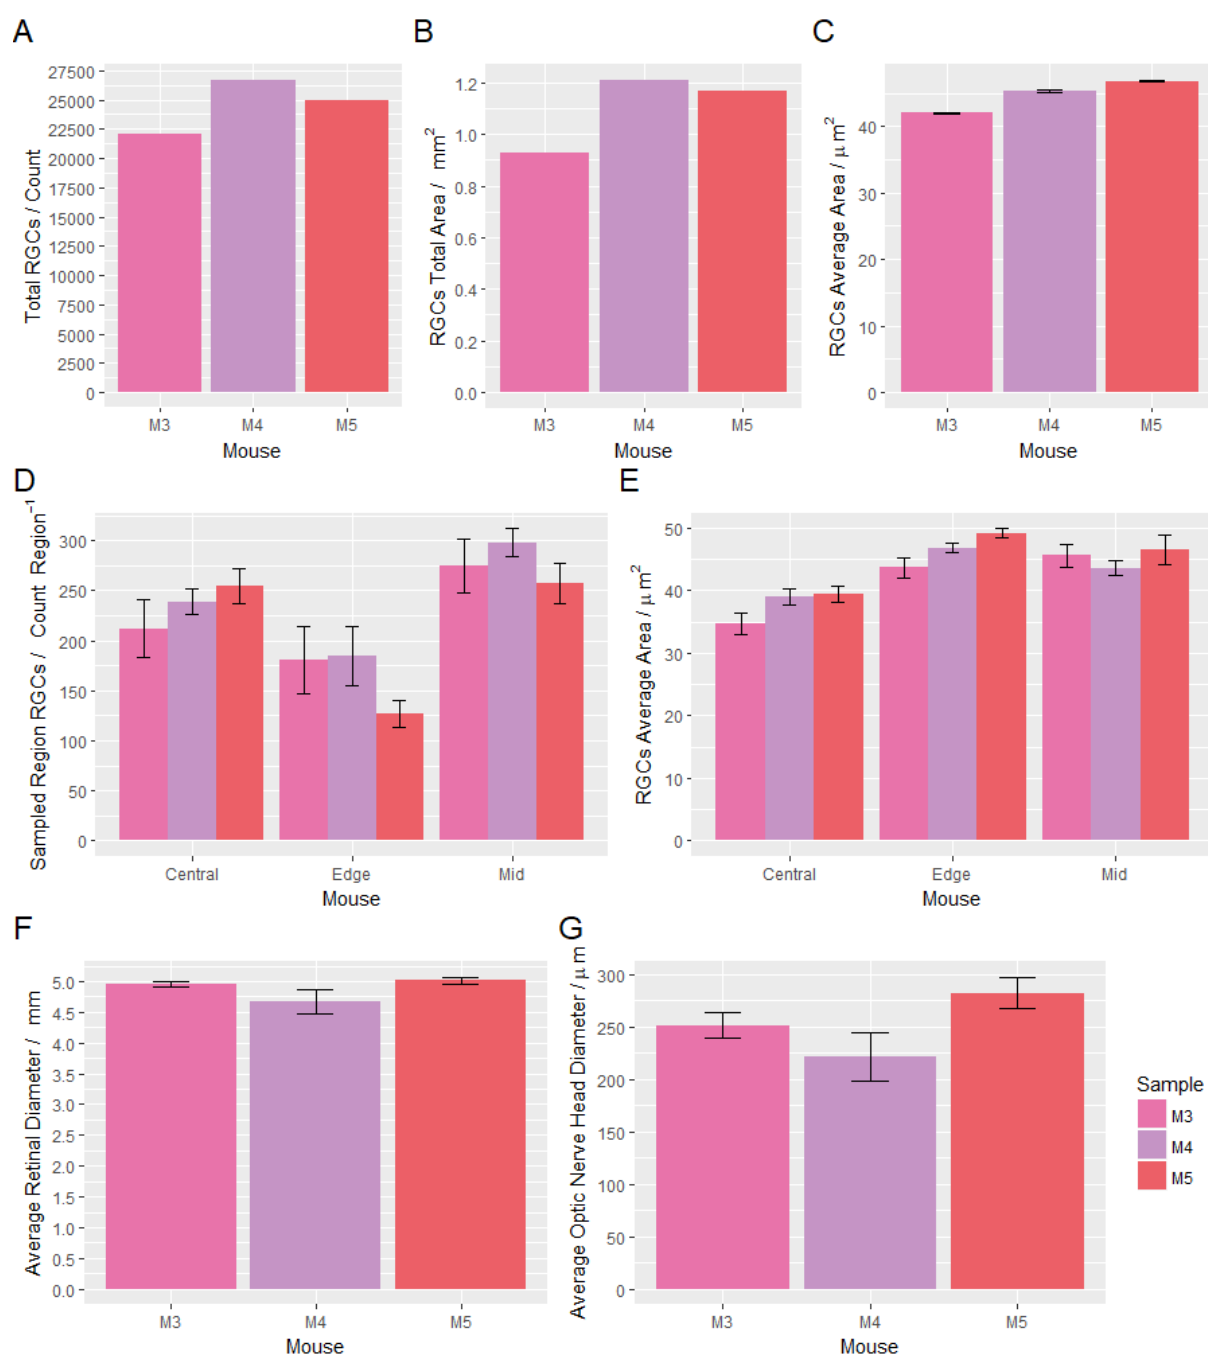 A
B
C
Total RGCs / Count
27500
25000
22500
20000
17500
15000
12500
10000
7500
5000
2500
0
M3
M4
M5
Mouse
RGCs Total Area / mm²
1.2
1.0
0.8
0.6
0.4
0.2
0.0
M3
M4
M5
Mouse
RGCs Average Area / μm²
40
30
20
10
0
M3
M4
M5
Mouse
D
E
Sampled Region RGCs / Count Region⁻¹
300
250
200
150
100
50
0
Central
Edge
Mid
Mouse
RGCs Average Area / μm²
50
40
30
20
10
0
Central
Edge
Mid
Mouse
F
G
Average Retinal Diameter / mm
5.0
4.5
4.0
3.5
3.0
2.5
2.0
1.5
1.0
0.5
0.0
M3
M4
M5
Mouse
Average Optic Nerve Head Diameter / μm
300
250
200
150
100
50
0
M3
M4
M5
Mouse
Sample
M3
M4
M5